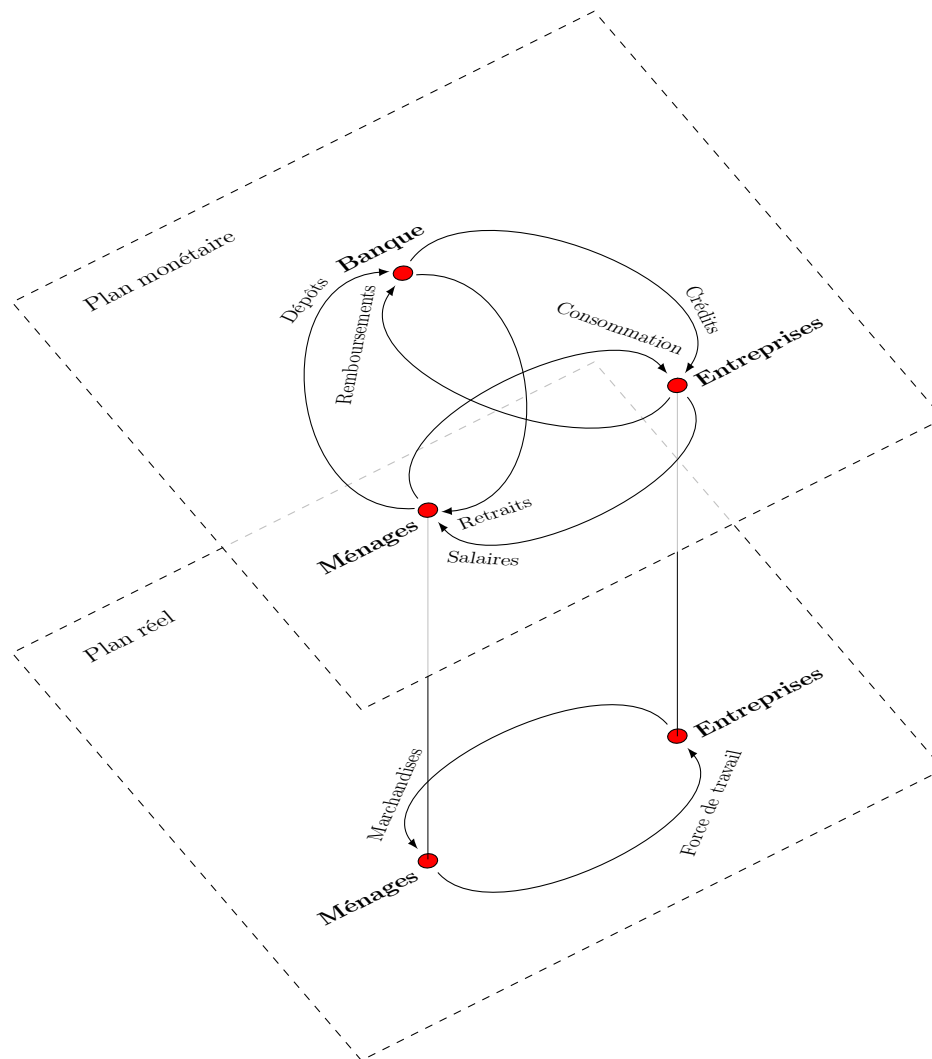 Plan monétaire
Banque
Dépôts
Remboursements
Crédits
Consommation
Entreprises
Ménages
Retraits
Salaires
Plan réel
Entreprises
Marchandises
Force de travail
Ménages